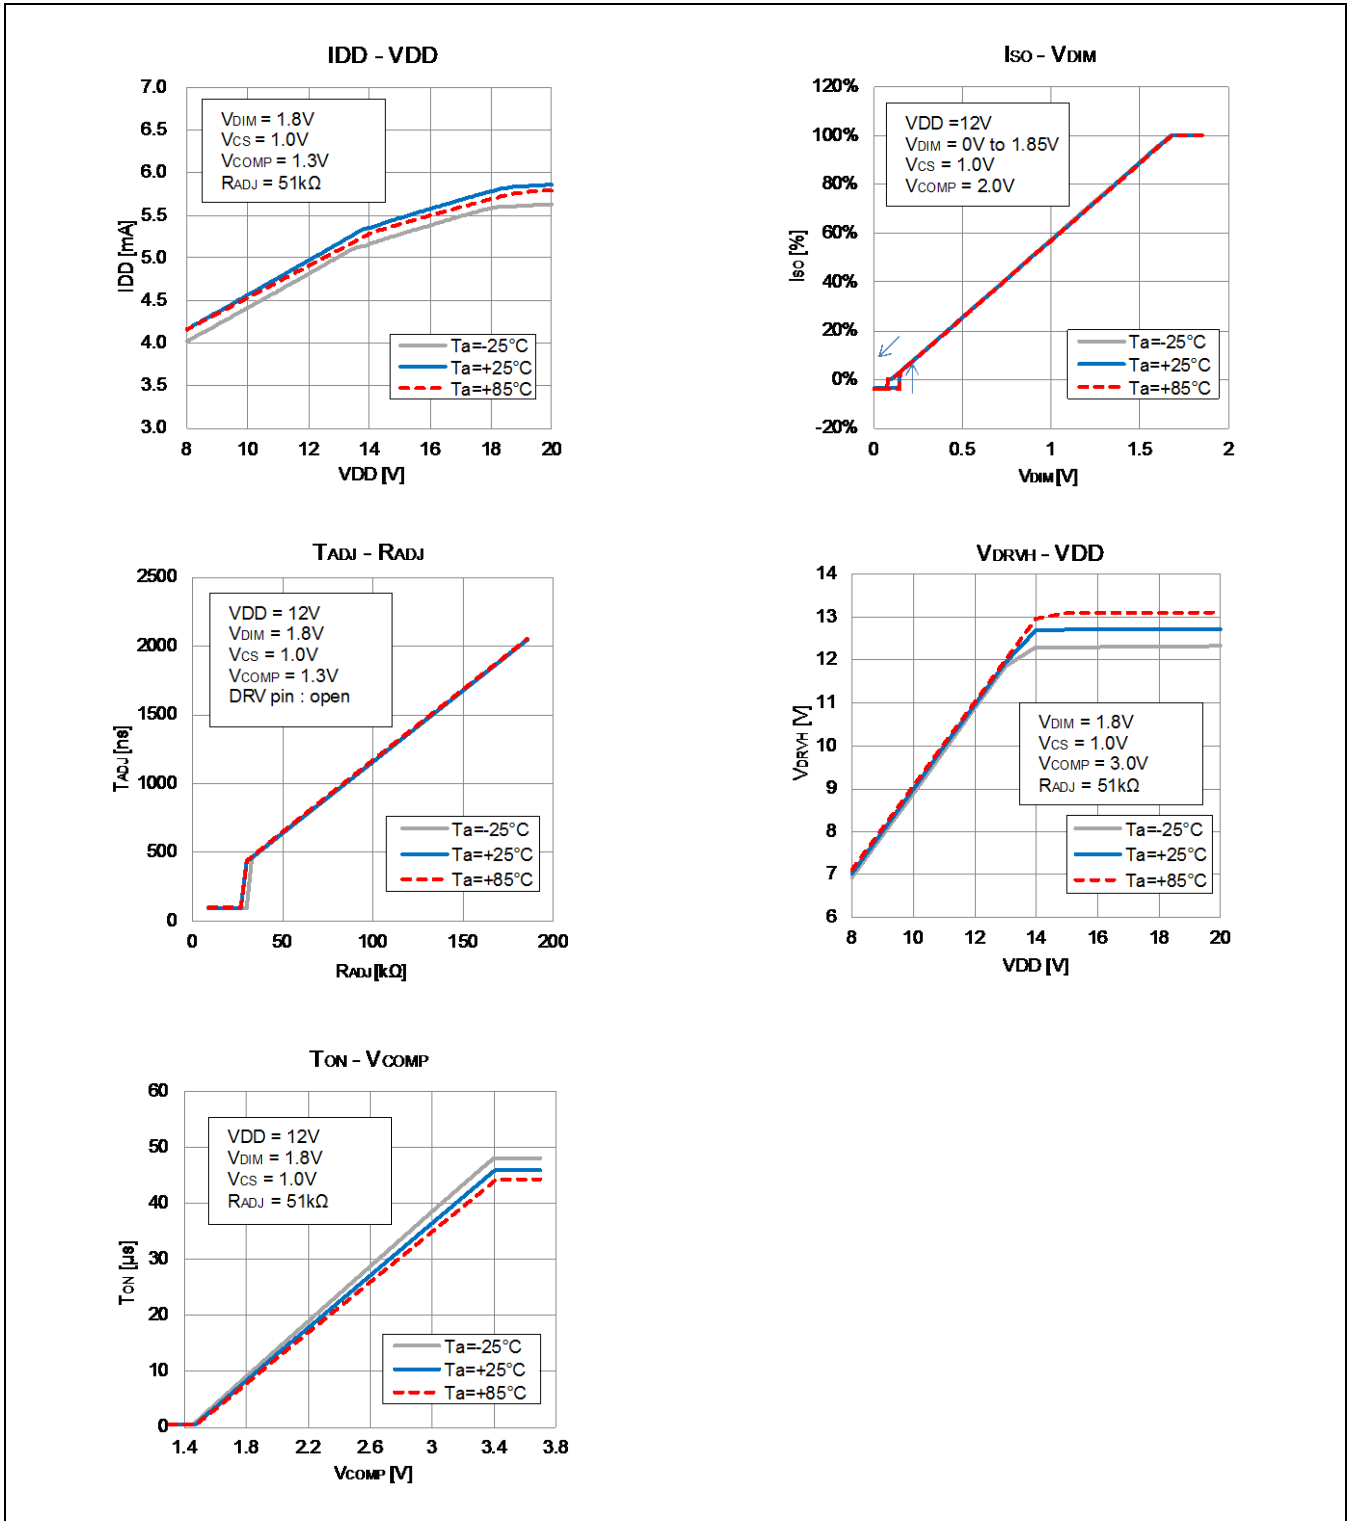 IDD - VDD
7.0
6.5
6.0
5.5
5.0
4.5
4.0
3.5
3.0
IDD [mA]
VDIM = 1.8V
VCS = 1.0V
VCOMP = 1.3V
RADJ = 51kΩ
Ta=-25°C
Ta=+25°C
Ta=+85°C
8 10 12 14 16 18 20
VDD [V]
ISO - VDIM
120%
100%
80%
60%
40%
20%
0%
-20%
ISO [%]
VDD =12V
VDIM = 0V to 1.85V
VCS = 1.0V
VCOMP = 2.0V
Ta=-25°C
Ta=+25°C
Ta=+85°C
0 0.5 1 1.5 2
VDIM [V]
TADJ - RADJ
2500
2000
1500
1000
500
0
TADJ [ns]
VDD = 12V
VDIM = 1.8V
VCS = 1.0V
VCOMP = 1.3V
DRV pin : open
Ta=-25°C
Ta=+25°C
Ta=+85°C
0 50 100 150 200
RADJ [kΩ]
VDRVH - VDD
14
13
12
11
10
9
8
7
6
VDRVH [V]
VDIM = 1.8V
VCS = 1.0V
VCOMP = 3.0V
RADJ = 51kΩ
Ta=-25°C
Ta=+25°C
Ta=+85°C
8 10 12 14 16 18 20
VDD [V]
TON - VCOMP
60
50
40
30
20
10
0
TON [µs]
VDD = 12V
VDIM = 1.8V
VCS = 1.0V
RADJ = 51kΩ
Ta=-25°C
Ta=+25°C
Ta=+85°C
1.4 1.8 2.2 2.6 3 3.4 3.8
VCOMP [V]